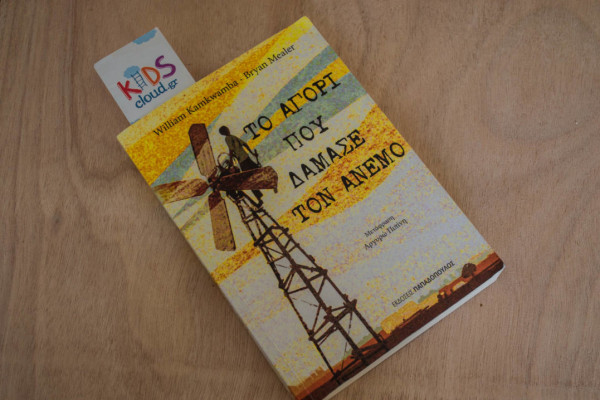 KIDS
cloud.gr
William Kamkwamba - Bryan Mealer
ΤΟ ΑΓΟΡΙ
ΠΟΥ
ΔΑΜΑΣΕ
ΤΟΝ ΑΝΕΜΟ
Μετάφραση
Αργυρώ Πιπίνη
ΕΚΔΟΣΕΙΣ ΠΑΠΑΔΟΠΟΥΛΟΣ